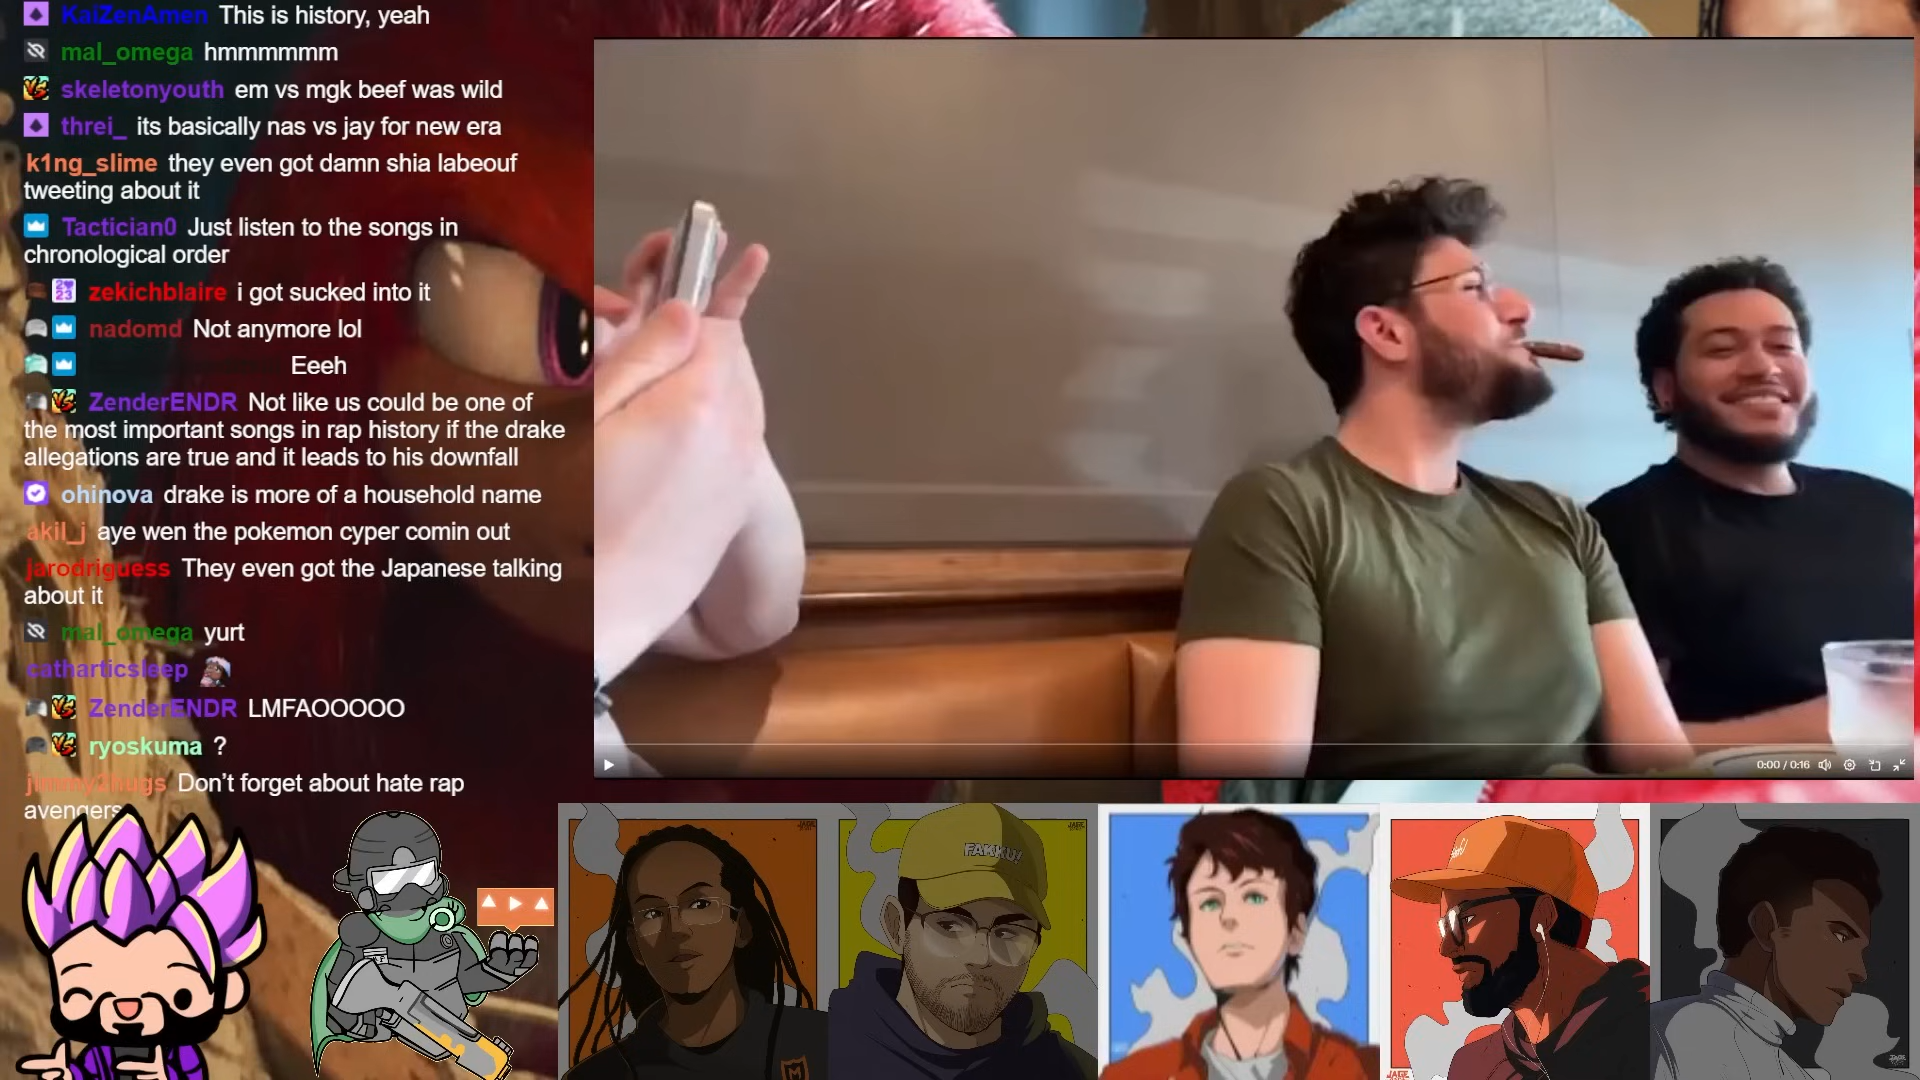 KaiZenAmen This is history, yeah
mal_omega hmmmmmm
skeletonyouth em vs mgk beef was wild
threi_ its basically nas vs jay for new era
k1ng_slime they even got damn shia labeouf
tweeting about it
Tactician0 Just listen to the songs in
chronological order
zekichblaire i got sucked into it
nadomd Not anymore lol
Eeeh
ZenderENDR Not like us could be one of
the most important songs in rap history if the drake
allegations are true and it leads to his downfall
ohinova drake is more of a household name
akil_j aye wen the pokemon cyper comin out
jarodriguess They even got the Japanese talking
about it
mal_omega yurt
catharticsleep
ZenderENDR LMFAOOOOO
ryoskuma ?
jimmy2hugs Don't forget about hate rap
avengers
0:00 / 0:16
FAKKU!
JAGE
JAGE
JAGE
JAGE